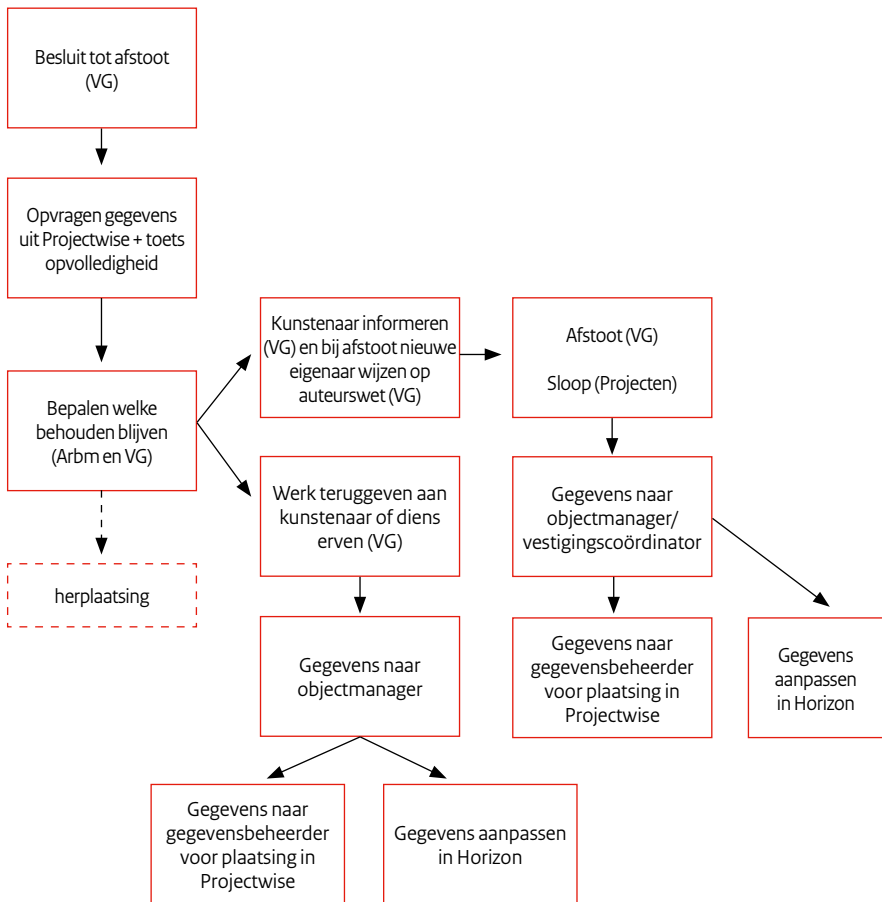 Besluit tot afstoot
(VG)
Opvragen gegevens
uit Projectwise + toets
opvolledigheid
Bepalen welke
behouden blijven
(Arbm en VG)
herplaatsing
Kunstenaar informeren
(VG) en bij afstoot nieuwe
eigenaar wijzen op
auteurswet (VG)
Afstoot (VG)
Sloop (Projecten)
Werk teruggeven aan
kunstenaar of diens
erven (VG)
Gegevens naar
objectmanager/
vestigingscoördinator
Gegevens naar
objectmanager
Gegevens naar
gegevensbeheerder
voor plaatsing in
Projectwise
Gegevens
aanpassen
in Horizon
Gegevens naar
gegevensbeheerder
voor plaatsing in
Projectwise
Gegevens aanpassen
in Horizon